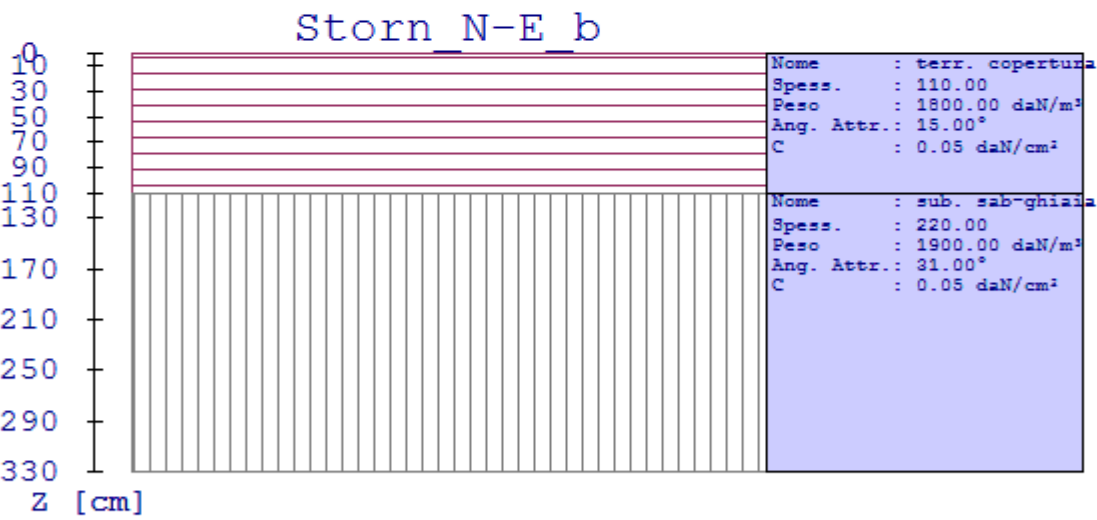 Storn_N-E_b
0
10
30
50
70
90
110
130
170
210
250
290
330
Z [cm]
Nome : terr. copertura
Spess. : 110.00
Peso : 1800.00 daN/m³
Ang. Attr.: 15.00°
C : 0.05 daN/cm²
Nome : sub. sab-ghiaia
Spess. : 220.00
Peso : 1900.00 daN/m³
Ang. Attr.: 31.00°
C : 0.05 daN/cm²